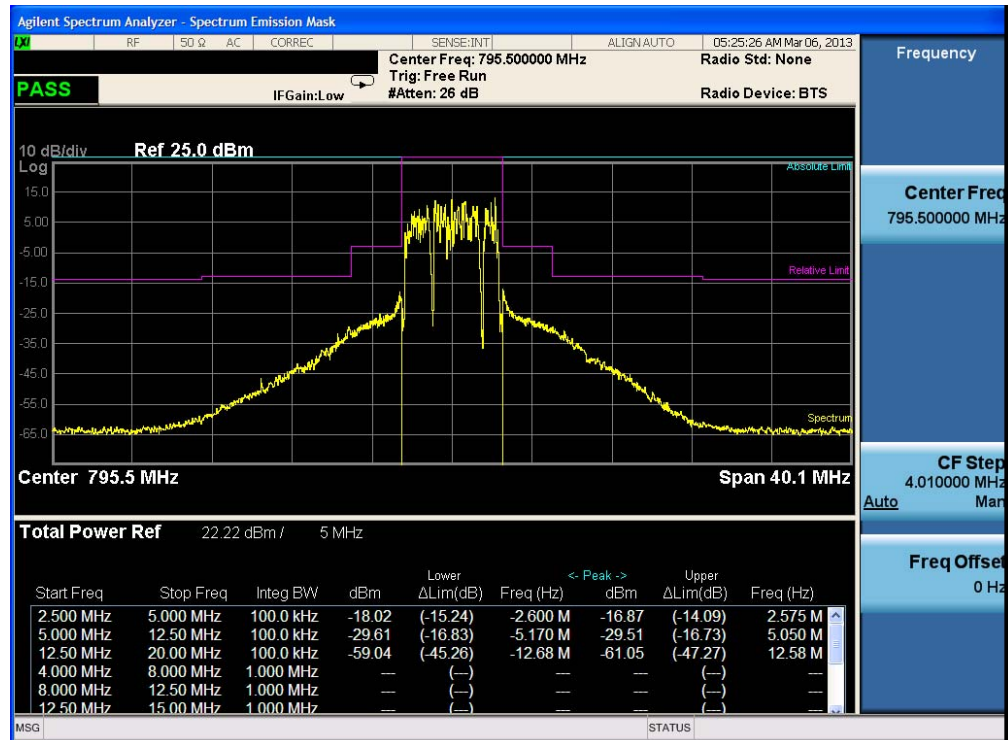 Agilent Spectrum Analyzer - Spectrum Emission Mask
LXI RF 50 Ω AC CORREC SENSE:INT ALIGN AUTO 05:25:26 AM Mar 06, 2013
Center Freq: 795.500000 MHz Radio Std: None
Trig: Free Run
PASS IFGain:Low #Atten: 26 dB Radio Device: BTS
10 dB/div Ref 25.0 dBm
Log
Absolute Limit
15.0
5.00
-5.00
Relative Limit
-15.0
-25.0
-35.0
-45.0
-55.0
Spectrum
-65.0
Center 795.5 MHz Span 40.1 MHz
Total Power Ref 22.22 dBm / 5 MHz
Lower <- Peak -> Upper
Start Freq Stop Freq Integ BW dBm ΔLim(dB) Freq (Hz) dBm ΔLim(dB) Freq (Hz)
2.500 MHz 5.000 MHz 100.0 kHz -18.02 (-15.24) -2.600 M -16.87 (-14.09) 2.575 M
5.000 MHz 12.50 MHz 100.0 kHz -29.61 (-16.83) -5.170 M -29.51 (-16.73) 5.050 M
12.50 MHz 20.00 MHz 100.0 kHz -59.04 (-45.26) -12.68 M -61.05 (-47.27) 12.58 M
4.000 MHz 8.000 MHz 1.000 MHz --- (---) --- --- (---) ---
8.000 MHz 12.50 MHz 1.000 MHz --- (---) --- --- (---) ---
12.50 MHz 15.00 MHz 1.000 MHz --- (---) --- --- (---) ---
MSG STATUS
Frequency
Center Freq
795.500000 MHz
CF Step
4.010000 MHz
Auto Man
Freq Offset
0 Hz